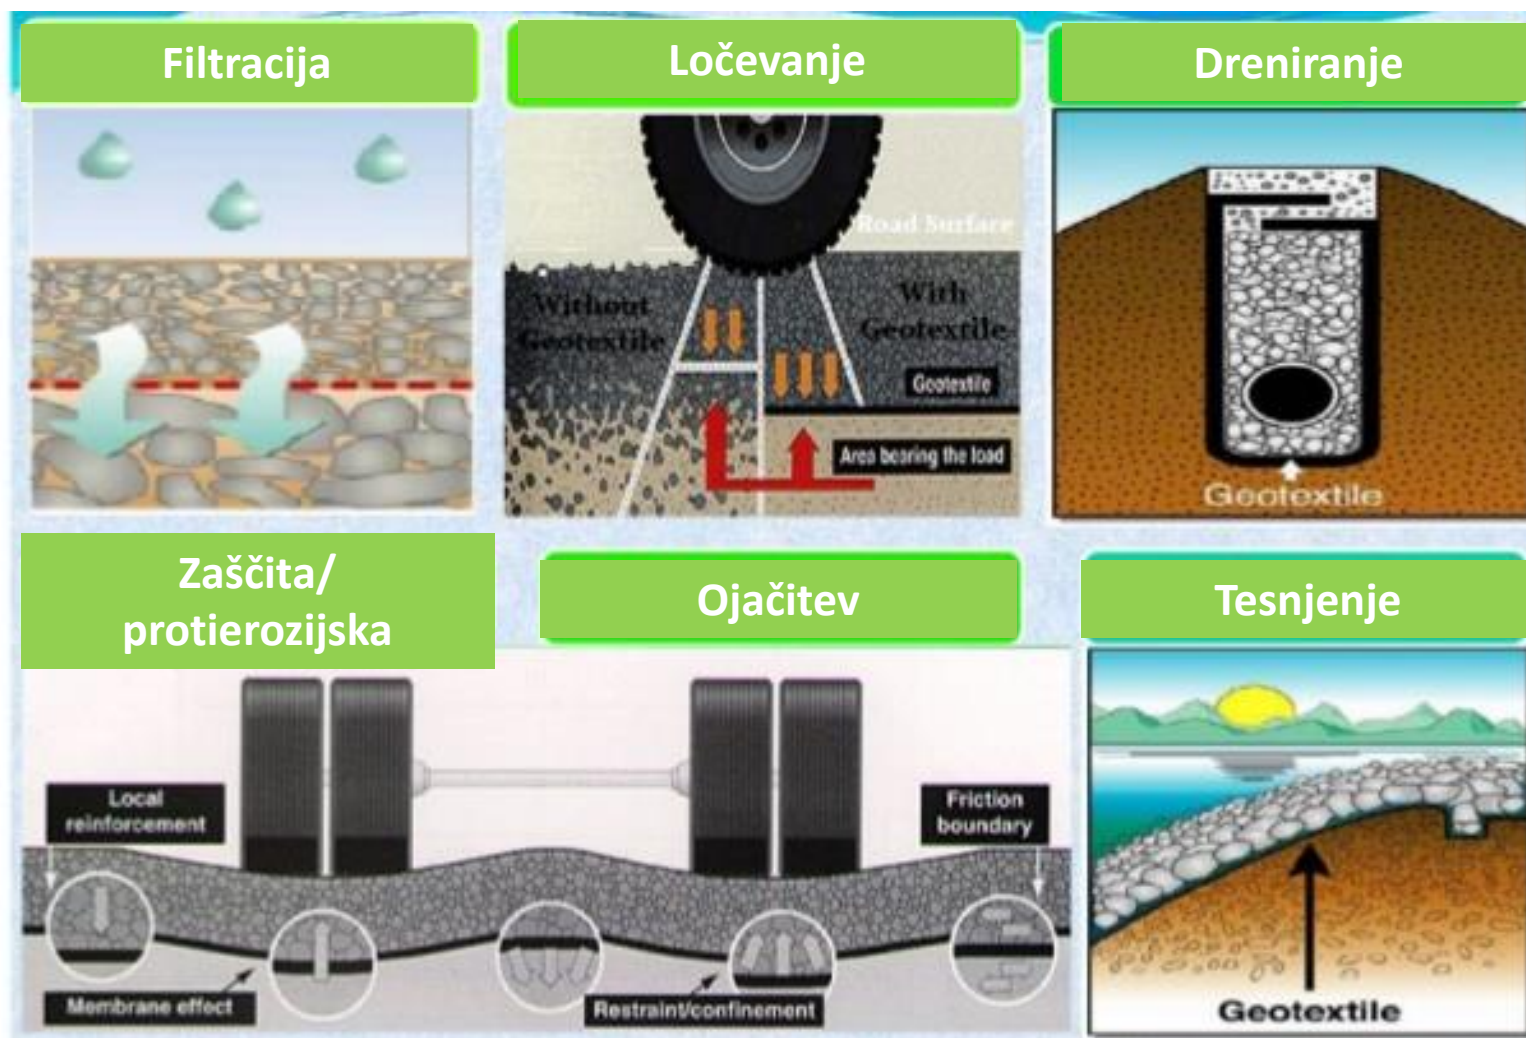 Filtracija
Ločevanje
Dreniranje
Road Surface
Without
Geotextile
With
Geotextile
Geotextile
Area bearing the load
Geotextile
Zaščita/
protierozijska
Ojačitev
Tesnjenje
Local
reinforcement
Friction
boundary
Membrane effect
Restraint/confinement
Geotextile